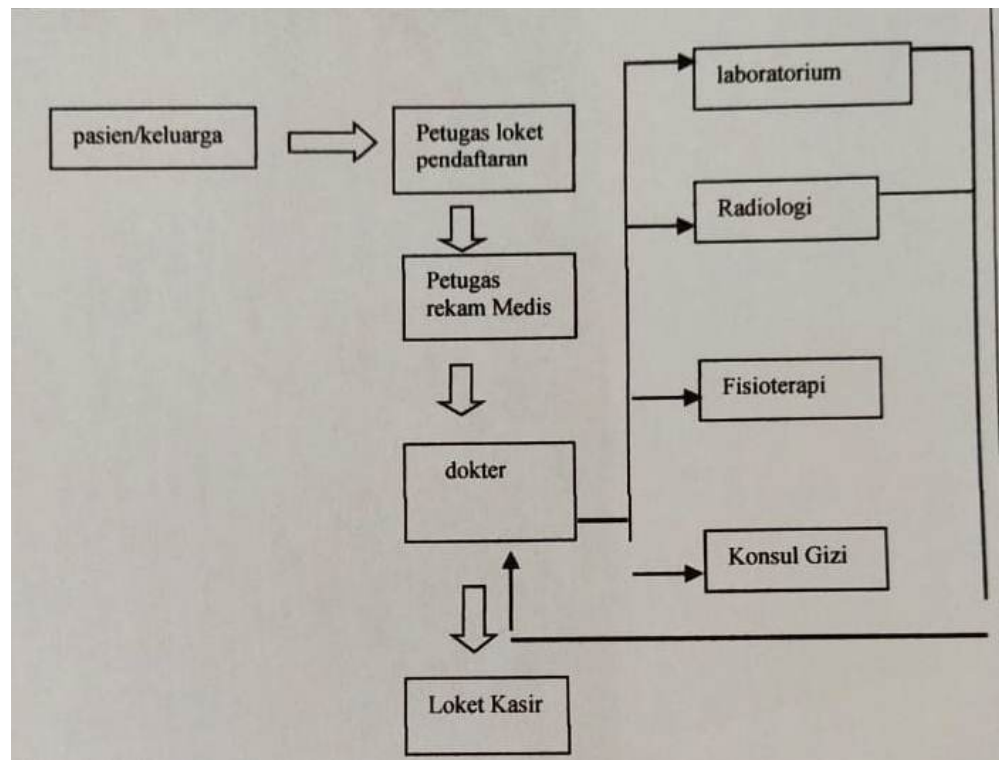 pasien/keluarga
Petugas loket
pendaftaran
Petugas
rekam Medis
dokter
Loket Kasir
laboratorium
Radiologi
Fisioterapi
Konsul Gizi